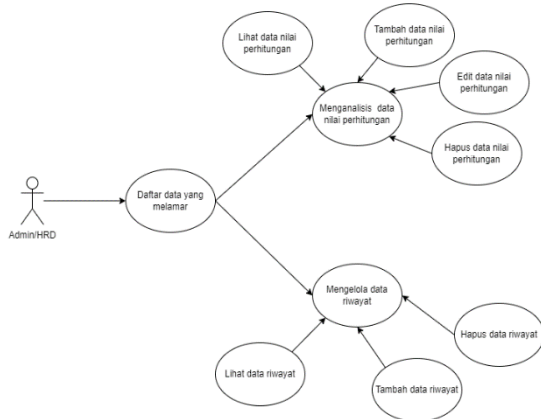 Lihat data nilai
perhitungan
Tambah data nilai
perhitungan
Edit data nilai
perhitungan
Menganalisis data
nilai perhitungan
Hapus data nilai
perhitungan
Daftar data yang
melamar
Admin/HRD
Mengelola data
riwayat
Hapus data riwayat
Lihat data riwayat
Tambah data riwayat